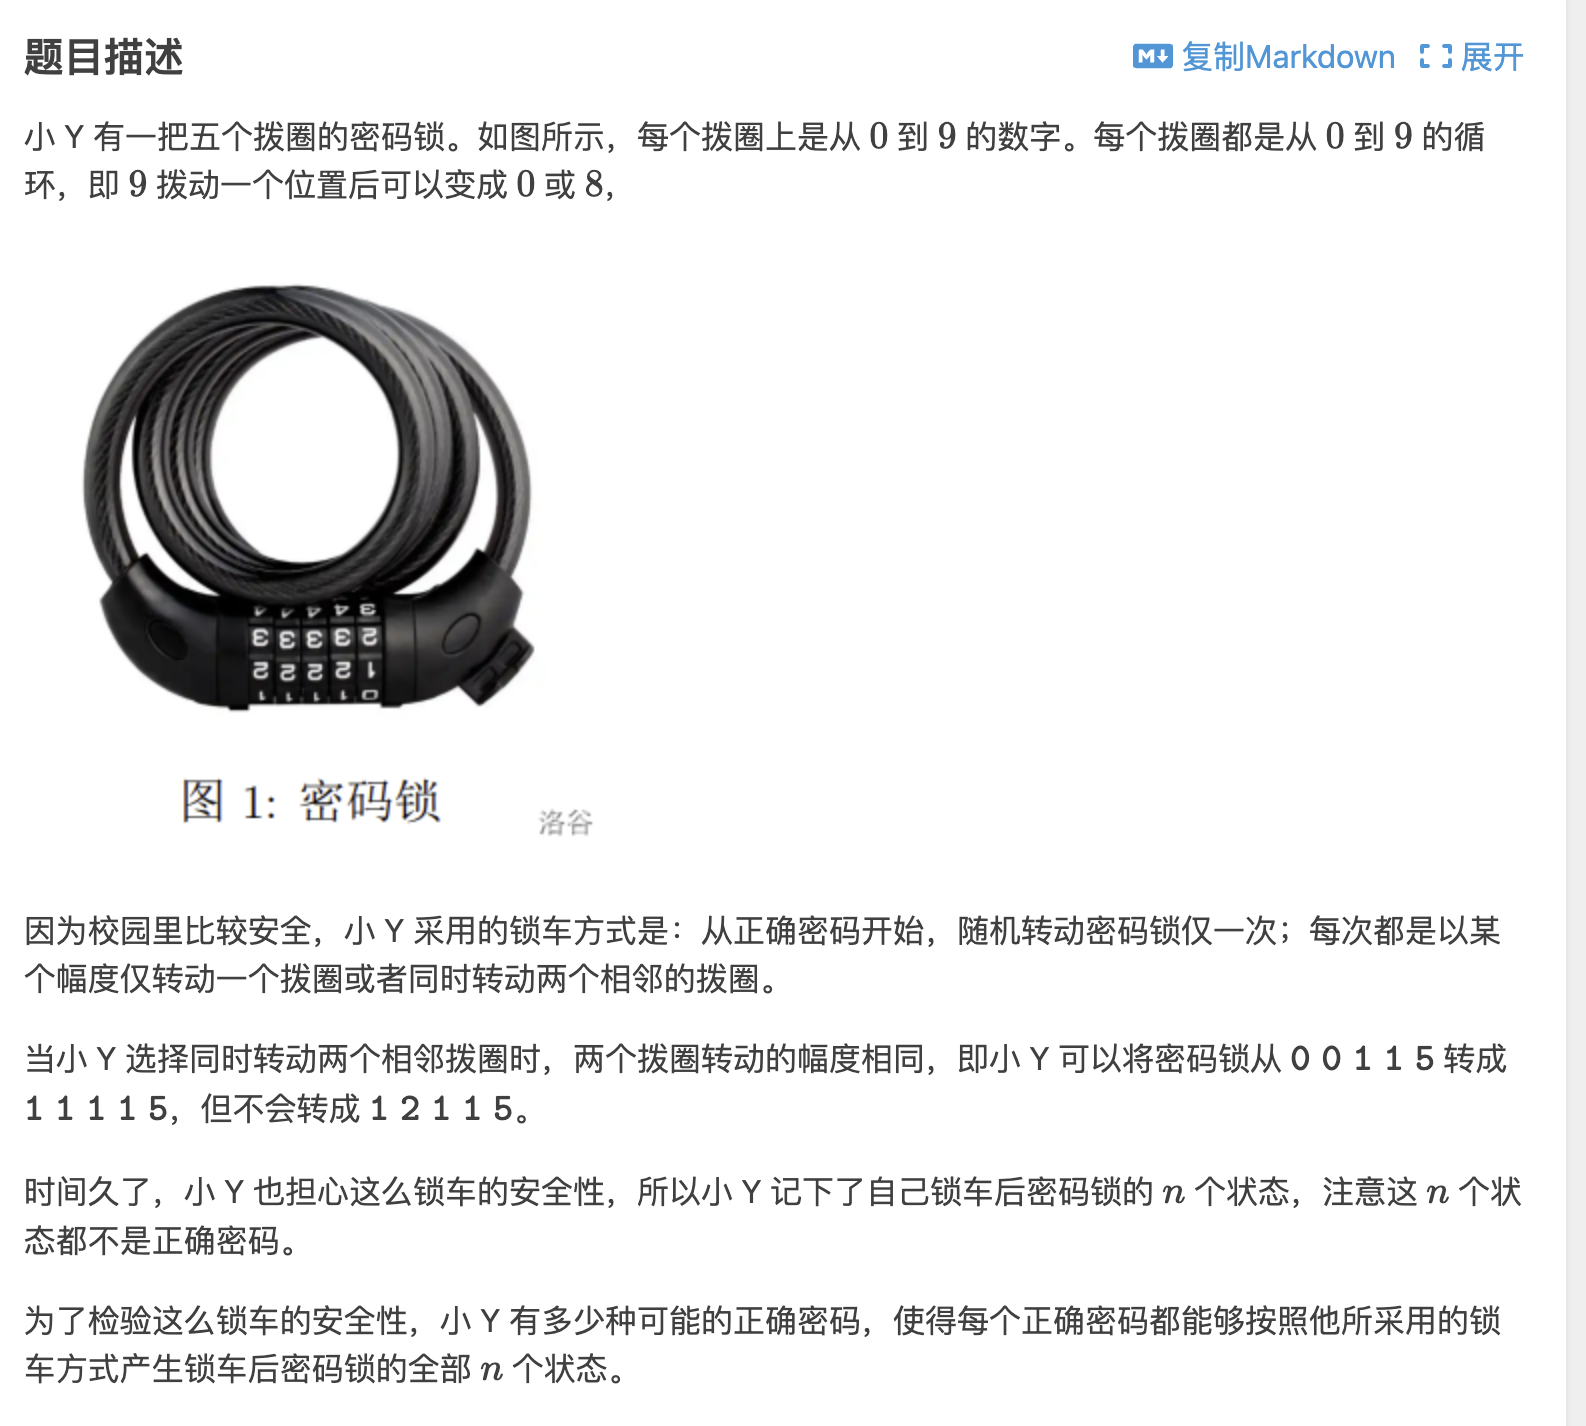 题目描述
复制Markdown 展开
小 Y 有一把五个拨圈的密码锁。如图所示，每个拨圈上是从 0 到 9 的数字。每个拨圈都是从 0 到 9 的循
环，即 9 拨动一个位置后可以变成 0 或 8，
3 3 3 3 2
2 2 2 2 1
图 1: 密码锁
洛谷
因为校园里比较安全，小 Y 采用的锁车方式是：从正确密码开始，随机转动密码锁仅一次；每次都是以某
个幅度仅转动一个拨圈或者同时转动两个相邻的拨圈。
当小 Y 选择同时转动两个相邻拨圈时，两个拨圈转动的幅度相同，即小 Y 可以将密码锁从 0 0 1 1 5 转成
1 1 1 1 5，但不会转成 1 2 1 1 5。
时间久了，小 Y 也担心这么锁车的安全性，所以小 Y 记下了自己锁车后密码锁的 n 个状态，注意这 n 个状
态都不是正确密码。
为了检验这么锁车的安全性，小 Y 有多少种可能的正确密码，使得每个正确密码都能够按照他所采用的锁
车方式产生锁车后密码锁的全部 n 个状态。